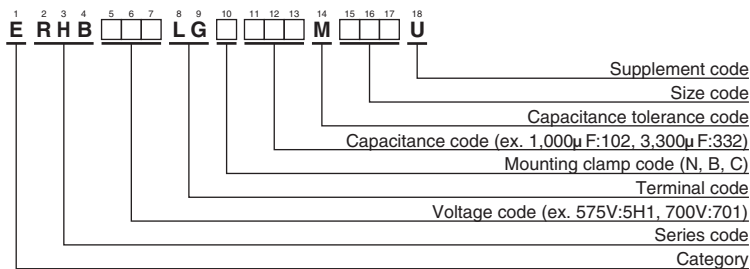 1 2 3 4 5 6 7 8 9 10 11 12 13 14 15 16 17 18
E R H B L G M U
Supplement code
Size code
Capacitance tolerance code
Capacitance code (ex. 1,000μF:102, 3,300μF:332)
Mounting clamp code (N, B, C)
Terminal code
Voltage code (ex. 575V:5H1, 700V:701)
Series code
Category